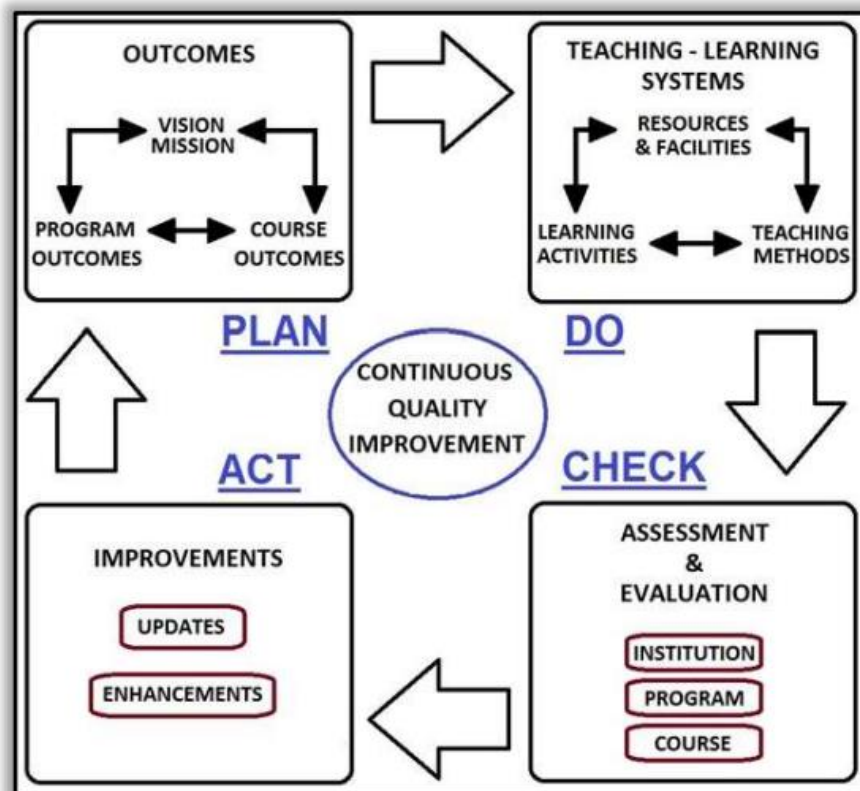 OUTCOMES
VISION
MISSION
PROGRAM
OUTCOMES
COURSE
OUTCOMES
PLAN
TEACHING - LEARNING
SYSTEMS
RESOURCES
& FACILITIES
LEARNING
ACTIVITIES
TEACHING
METHODS
DO
CONTINUOUS
QUALITY
IMPROVEMENT
CHECK
ASSESSMENT
&
EVALUATION
INSTITUTION
PROGRAM
COURSE
ACT
IMPROVEMENTS
UPDATES
ENHANCEMENTS